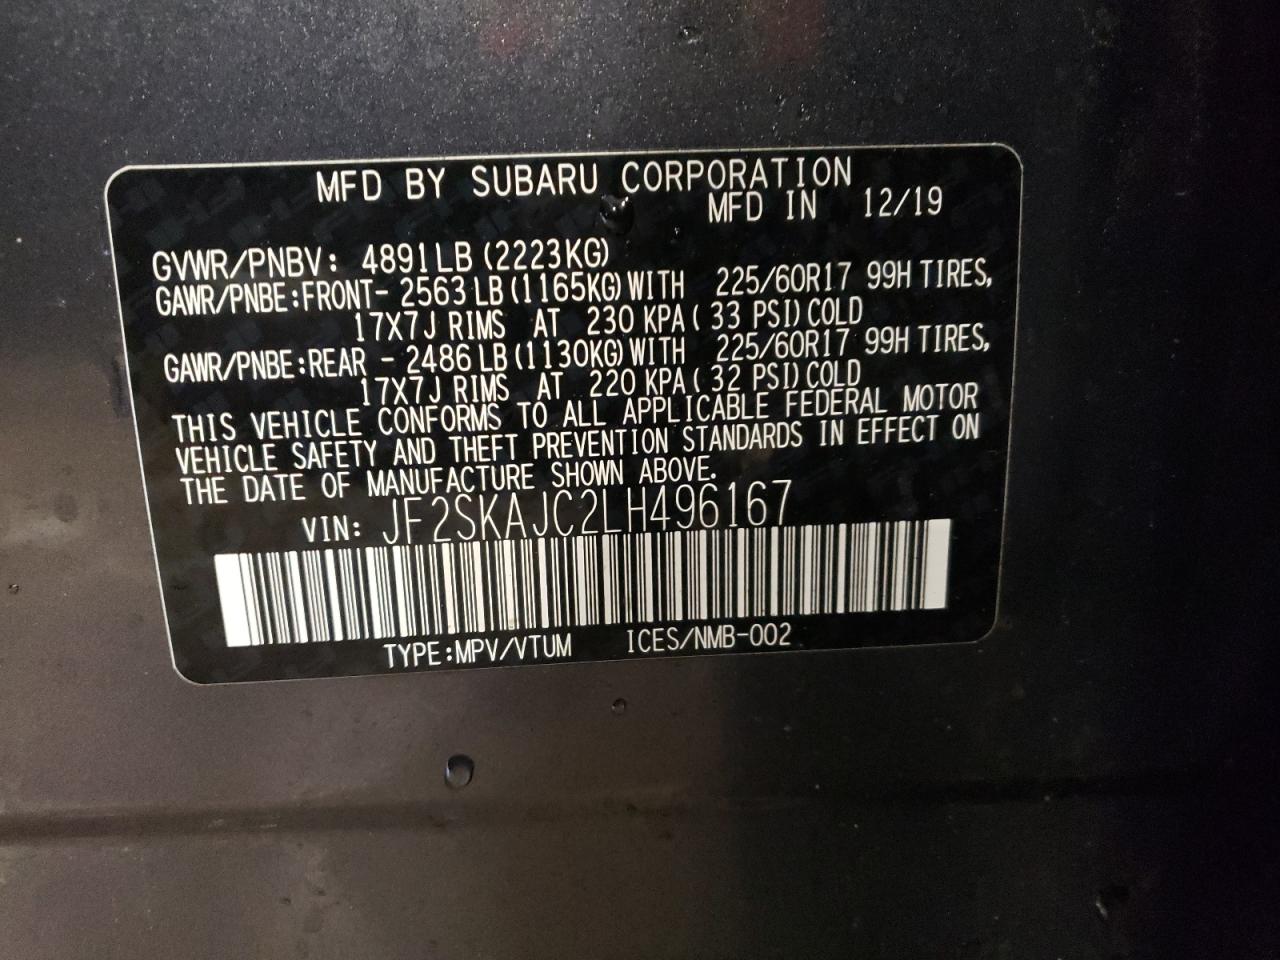 MFD BY SUBARU CORPORATION
MFD IN 12/19
GVWR/PNBV: 4891LB (2223KG)
GAWR/PNBE:FRONT- 2563 LB (1165KG) WITH 225/60R17 99H TIRES,
17X7J RIMS AT 230 KPA ( 33 PSI) COLD
GAWR/PNBE:REAR - 2486 LB (1130KG) WITH 225/60R17 99H TIRES,
17X7J RIMS AT 220 KPA ( 32 PSI) COLD
THIS VEHICLE CONFORMS TO ALL APPLICABLE FEDERAL MOTOR
VEHICLE SAFETY AND THEFT PREVENTION STANDARDS IN EFFECT ON
THE DATE OF MANUFACTURE SHOWN ABOVE.
VIN: JF2SKAJC2LH496167
TYPE:MPV/VTUM ICES/NMB-002